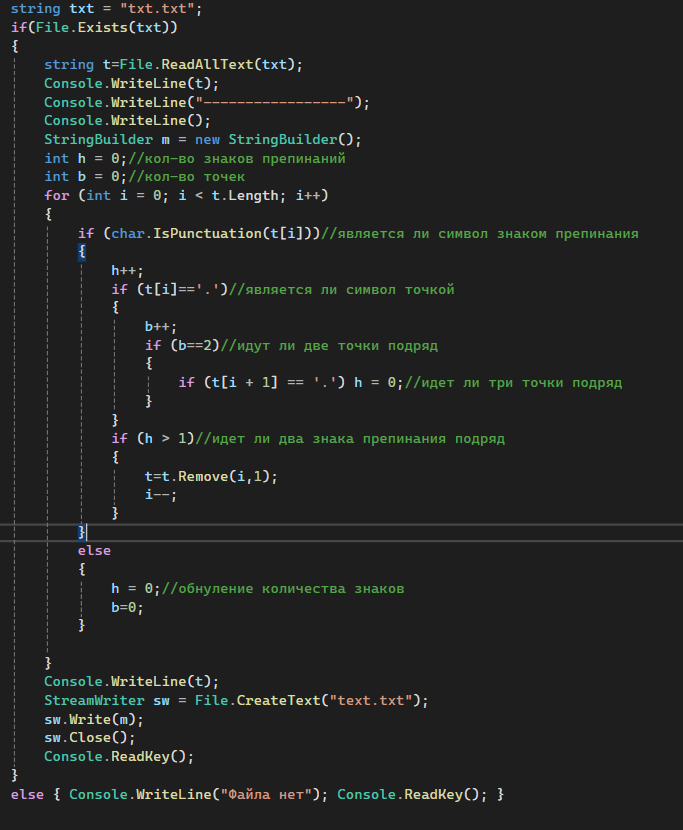 string txt = "txt.txt";
if(File.Exists(txt))
{
string t=File.ReadAllText(txt);
Console.WriteLine(t);
Console.WriteLine("-----------------");
Console.WriteLine();
StringBuilder m = new StringBuilder();
int h = 0;//кол-во знаков препинаний
int b = 0;//кол-во точек
for (int i = 0; i < t.Length; i++)
{
if (char.IsPunctuation(t[i]))//является ли символ знаком препинания
{
h++;
if (t[i]=='.')//является ли символ точкой
{
b++;
if (b==2)//идут ли две точки подряд
{
if (t[i + 1] == '.') h = 0;//идет ли три точки подряд
}
}
if (h > 1)//идет ли два знака препинания подряд
{
t=t.Remove(i,1);
i--;
}
}
else
{
h = 0;//обнуление количества знаков
b=0;
}
}
Console.WriteLine(t);
StreamWriter sw = File.CreateText("text.txt");
sw.Write(m);
sw.Close();
Console.ReadKey();
}
else { Console.WriteLine("Файла нет"); Console.ReadKey(); }